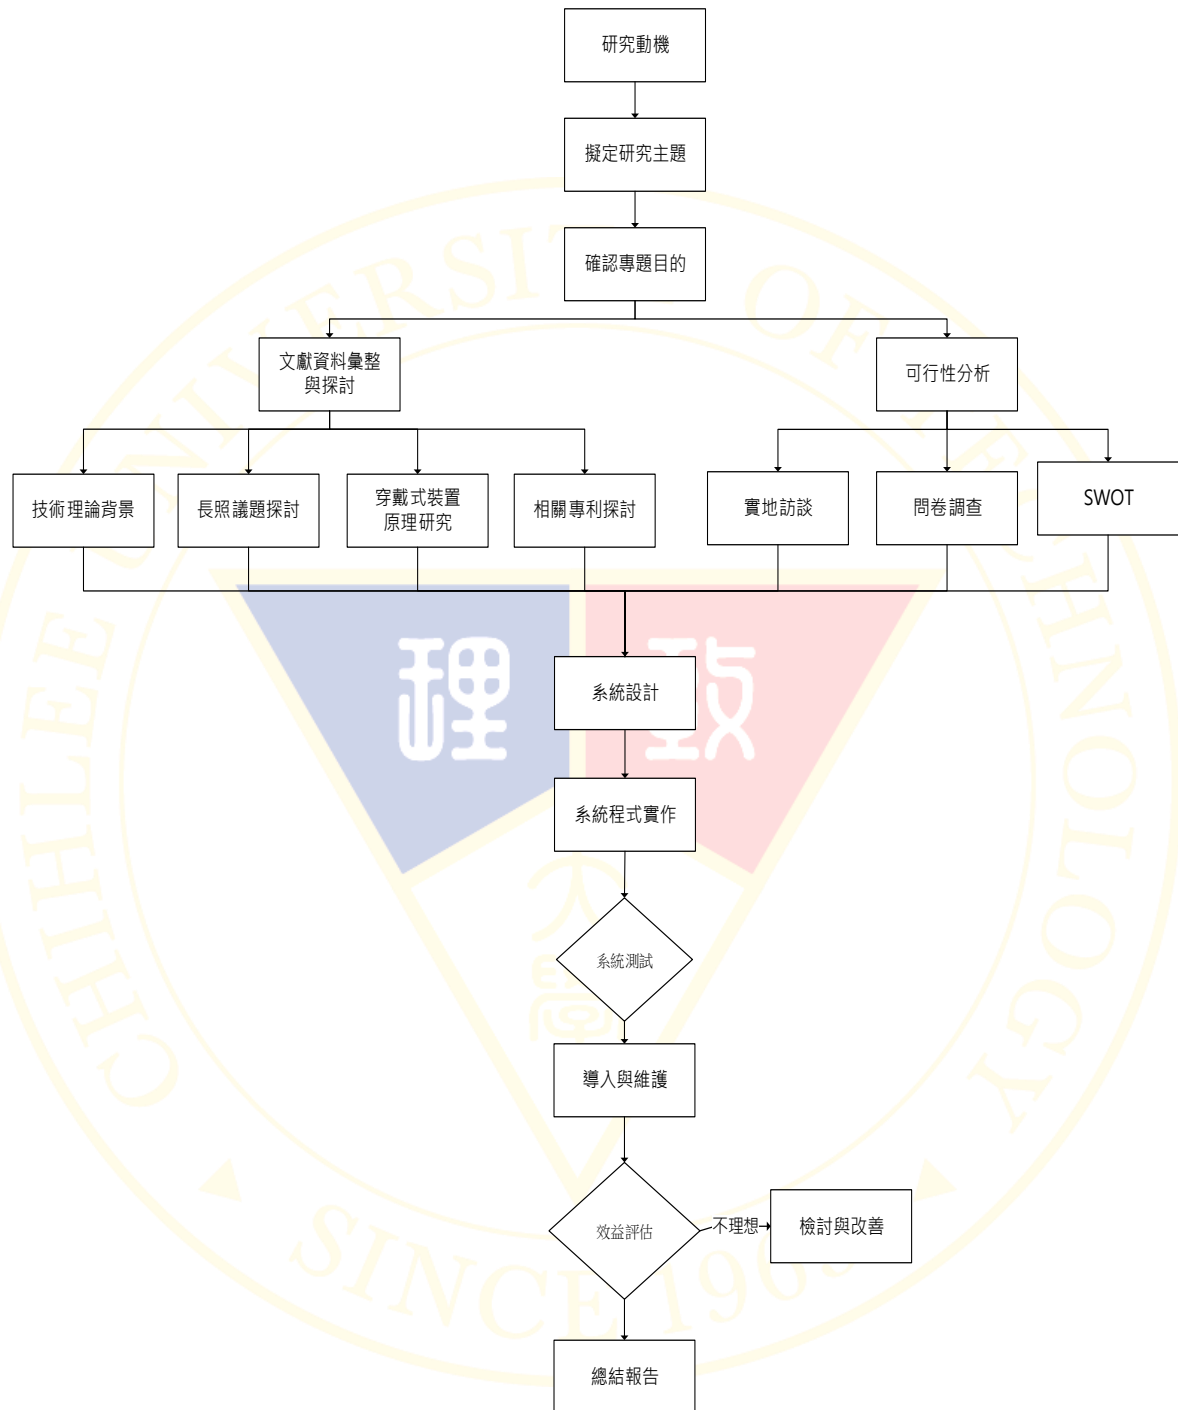 研究動機
擬定研究主題
確認專題目的
文獻資料彙整
與探討
可行性分析
技術理論背景
長照議題探討
穿戴式裝置
原理研究
相關專利探討
實地訪談
問卷調查
SWOT
系統設計
系統程式實作
系統測試
導入與維護
效益評估
不理想
檢討與改善
總結報告
CHIHLEE UNIVERSITY OF TECHNOLOGY
SINCE 1965
理 致
大
學